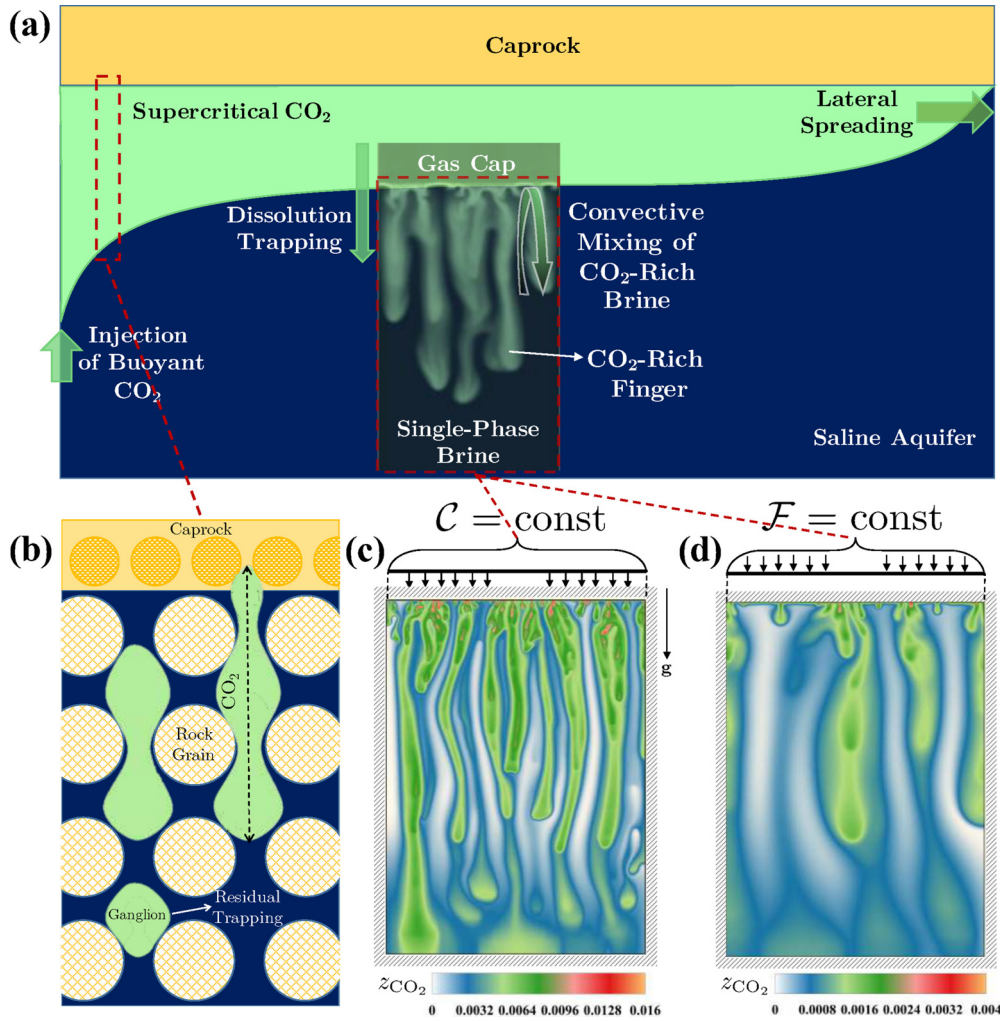 (a)
Caprock
Supercritical CO₂
Lateral
Spreading
Gas Cap
Dissolution
Trapping
Convective
Mixing of
CO₂-Rich
Brine
Injection
of Buoyant
CO₂
CO₂-Rich
Finger
Single-Phase
Brine
Saline Aquifer
(b)
Caprock
CO₂
Rock
Grain
Ganglion
Residual
Trapping
𝒞 = const
(c)
g
z_CO₂
0 0.0032 0.0064 0.0096 0.0128 0.016
ℱ = const
(d)
z_CO₂
0 0.0008 0.0016 0.0024 0.0032 0.004